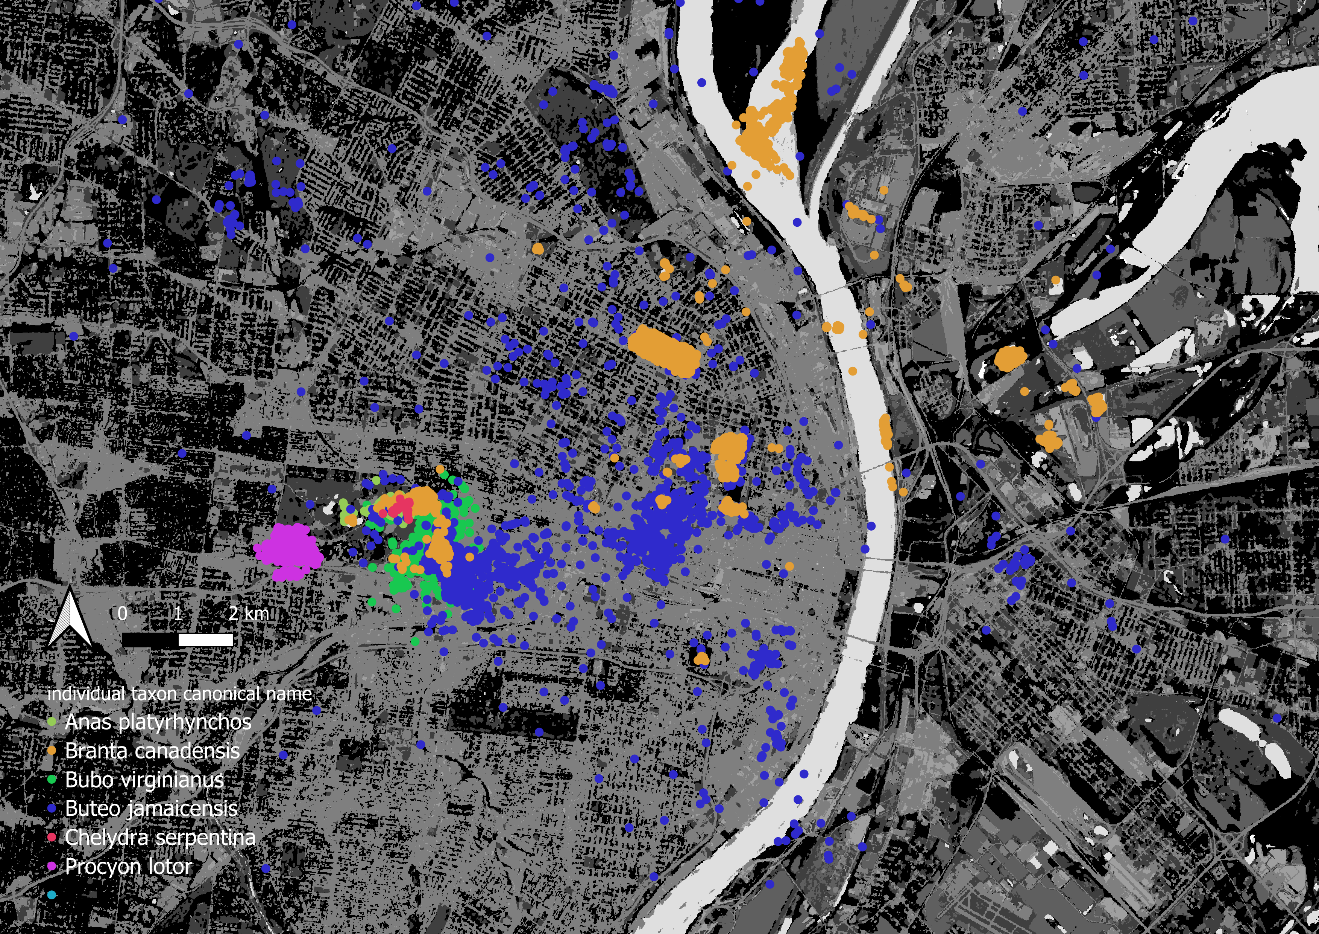 0 1 2 km
individual taxon canonical name
Anas platyrhynchos
Branta canadensis
Bubo virginianus
Buteo jamaicensis
Chelydra serpentina
Procyon lotor